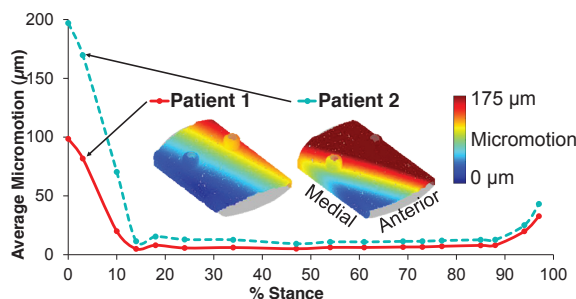 Average Micromotion (µm)
200
150
100
50
0
0 10 20 30 40 50 60 70 80 90 100
% Stance
Patient 1
Patient 2
Medial
Anterior
175 µm
Micromotion
0 µm